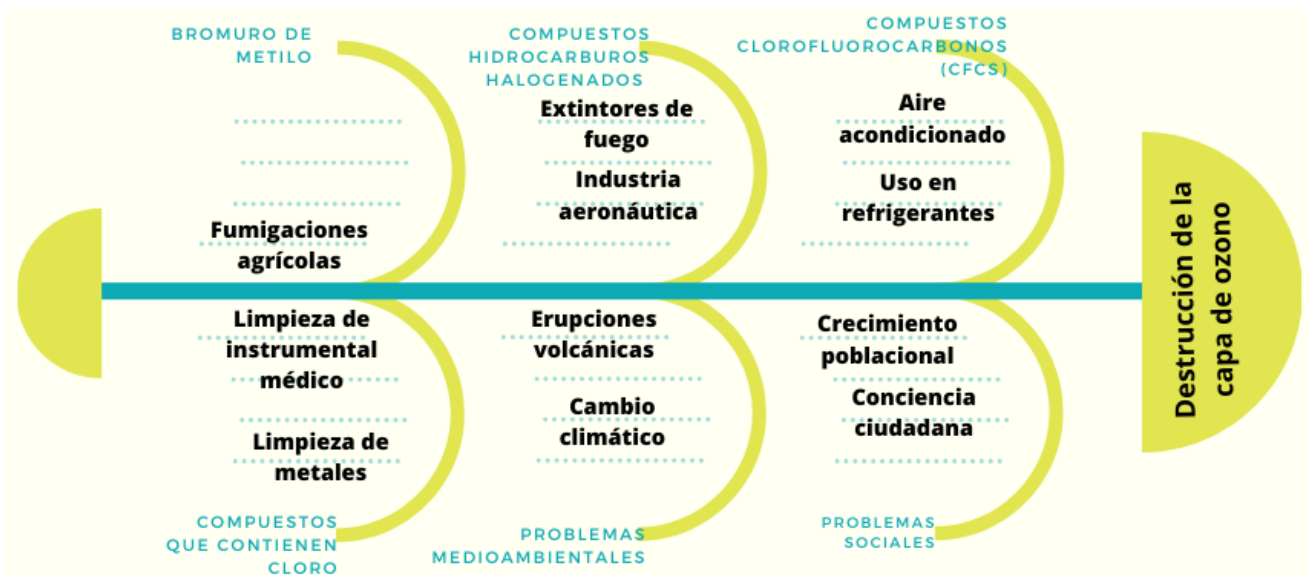 BROMURO DE
METILO
COMPUESTOS
HIDROCARBUROS
HALOGENADOS
COMPUESTOS
CLOROFLUOROCARBONOS
(CFCS)
Fumigaciones
agrícolas
Extintores de
fuego
Industria
aeronáutica
Aire
acondicionado
Uso en
refrigerantes
Destrucción de la
capa de ozono
Limpieza de
instrumental
médico
Limpieza de
metales
Erupciones
volcánicas
Cambio
climático
Crecimiento
poblacional
Conciencia
ciudadana
COMPUESTOS
QUE CONTIENEN
CLORO
PROBLEMAS
MEDIOAMBIENTALES
PROBLEMAS
SOCIALES